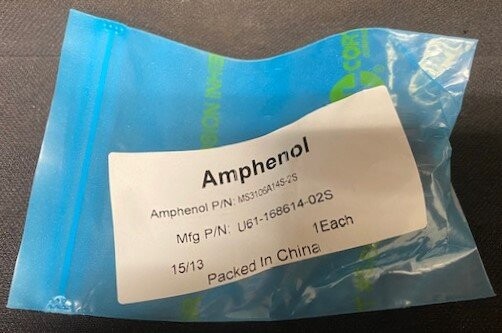 Amphenol
Amphenol P/N: MS3106A14S-2S
Mfg P/N: U61-168614-02S
1Each
15/13
Packed In China